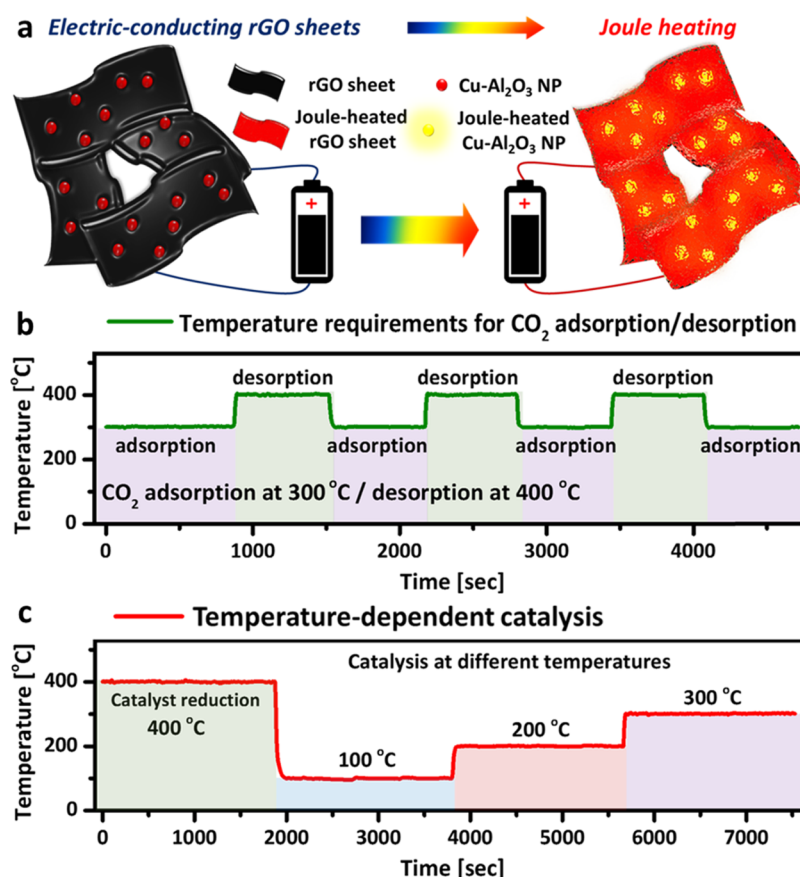 a Electric-conducting rGO sheets Joule heating
rGO sheet Cu-Al₂O₃ NP
Joule-heated rGO sheet
Joule-heated Cu-Al₂O₃ NP
+ +
b Temperature requirements for CO₂ adsorption/desorption
Temperature [°C]
400
200
0
desorption desorption desorption
adsorption adsorption adsorption adsorption
CO₂ adsorption at 300 °C / desorption at 400 °C
0 1000 2000 3000 4000
Time [sec]
c Temperature-dependent catalysis
Temperature [°C]
400
200
0
Catalysis at different temperatures
Catalyst reduction
400 °C
100 °C
200 °C
300 °C
0 1000 2000 3000 4000 5000 6000 7000
Time [sec]